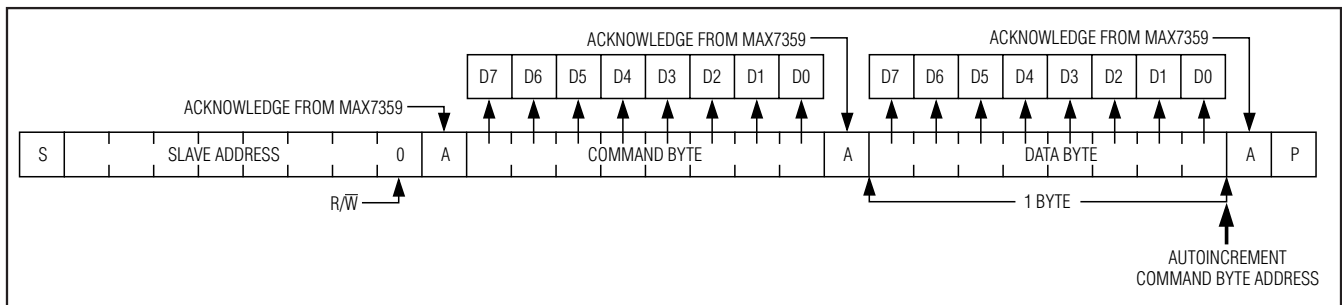 ACKNOWLEDGE FROM MAX7359
ACKNOWLEDGE FROM MAX7359
D7 D6 D5 D4 D3 D2 D1 D0
D7 D6 D5 D4 D3 D2 D1 D0
ACKNOWLEDGE FROM MAX7359
S SLAVE ADDRESS 0 A COMMAND BYTE A DATA BYTE A P
R/W̅
1 BYTE
AUTOINCREMENT
COMMAND BYTE ADDRESS